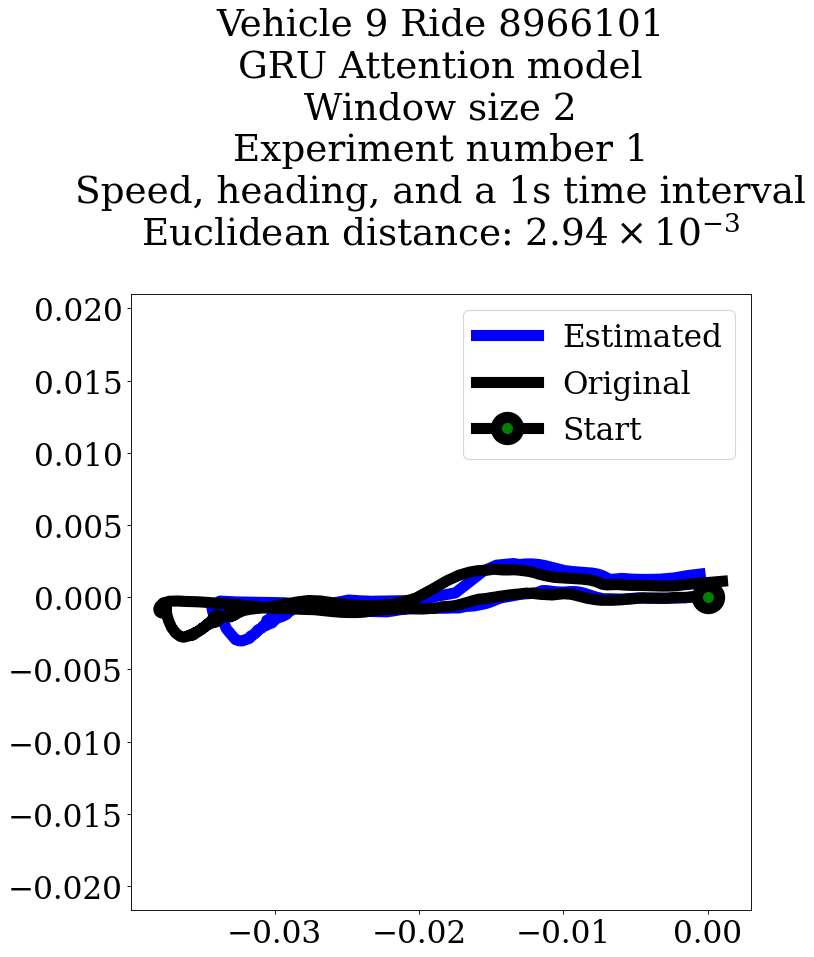 Vehicle 9 Ride 8966101
GRU Attention model
Window size 2
Experiment number 1
Speed, heading, and a 1s time interval
Euclidean distance: 2.94 × 10⁻³
0.020
0.015
0.010
0.005
0.000
−0.005
−0.010
−0.015
−0.020
Estimated
Original
Start
−0.03
−0.02
−0.01
0.00